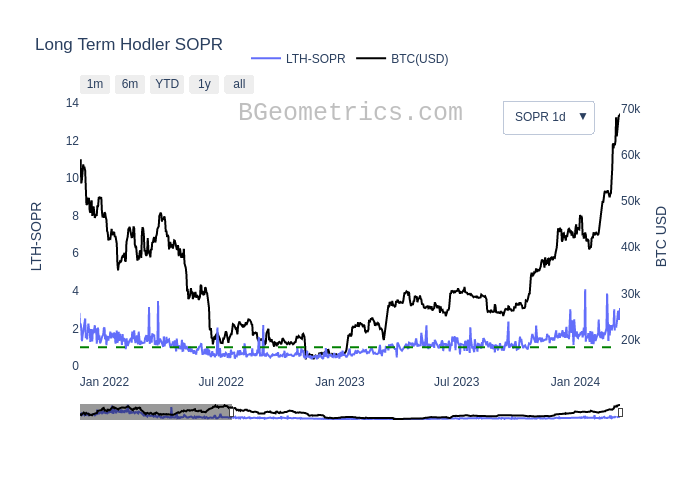 Long Term Hodler SOPR
LTH-SOPR BTC(USD)
1m 6m YTD 1y all
BGeometrics.com
SOPR 1d ▼
14
12
10
8
6
4
2
0
LTH-SOPR
70k
60k
50k
40k
30k
20k
BTC USD
Jan 2022 Jul 2022 Jan 2023 Jul 2023 Jan 2024